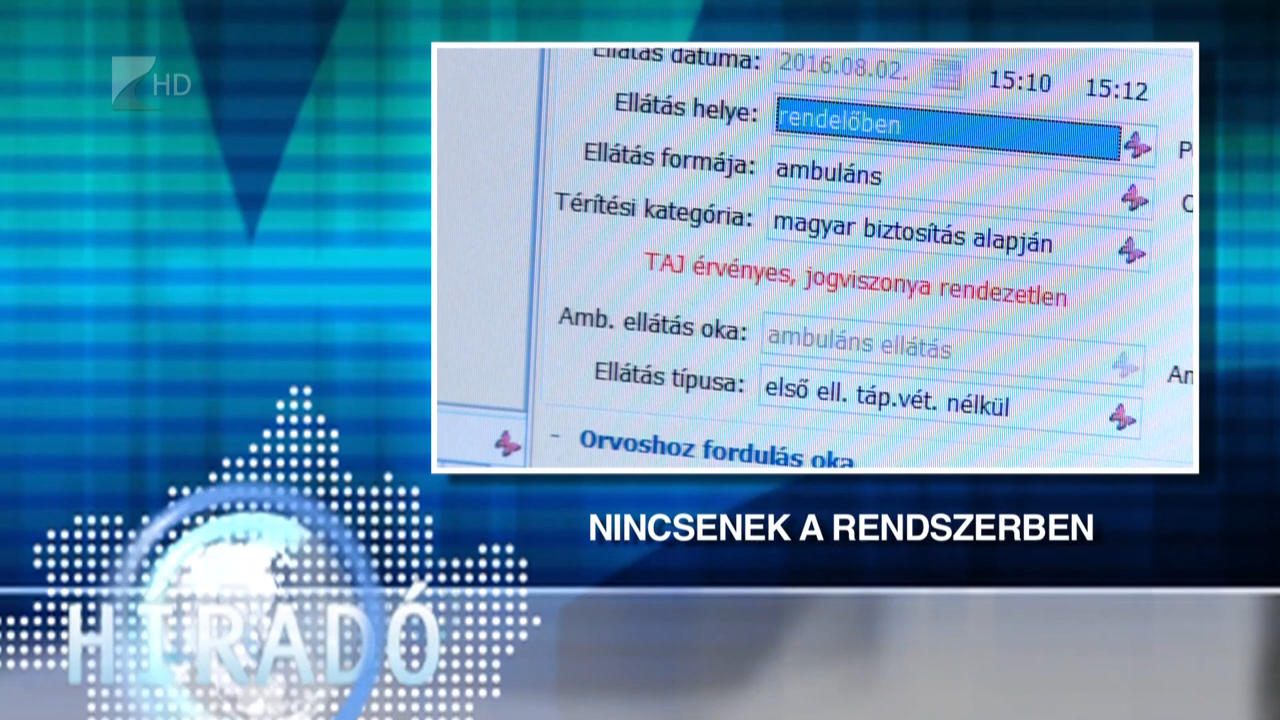 HD
Ellátás dátuma: 2016.08.02. 15:10 15:12
Ellátás helye: rendelőben
Ellátás formája: ambuláns
Térítési kategória: magyar biztosítás alapján
TAJ érvényes, jogviszonya rendezetlen
Amb. ellátás oka: ambuláns ellátás
Ellátás típusa: első ell. táp.vét. nélkül
- Orvoshoz fordulás oka
NINCSENEK A RENDSZERBEN
HÍRADÓ